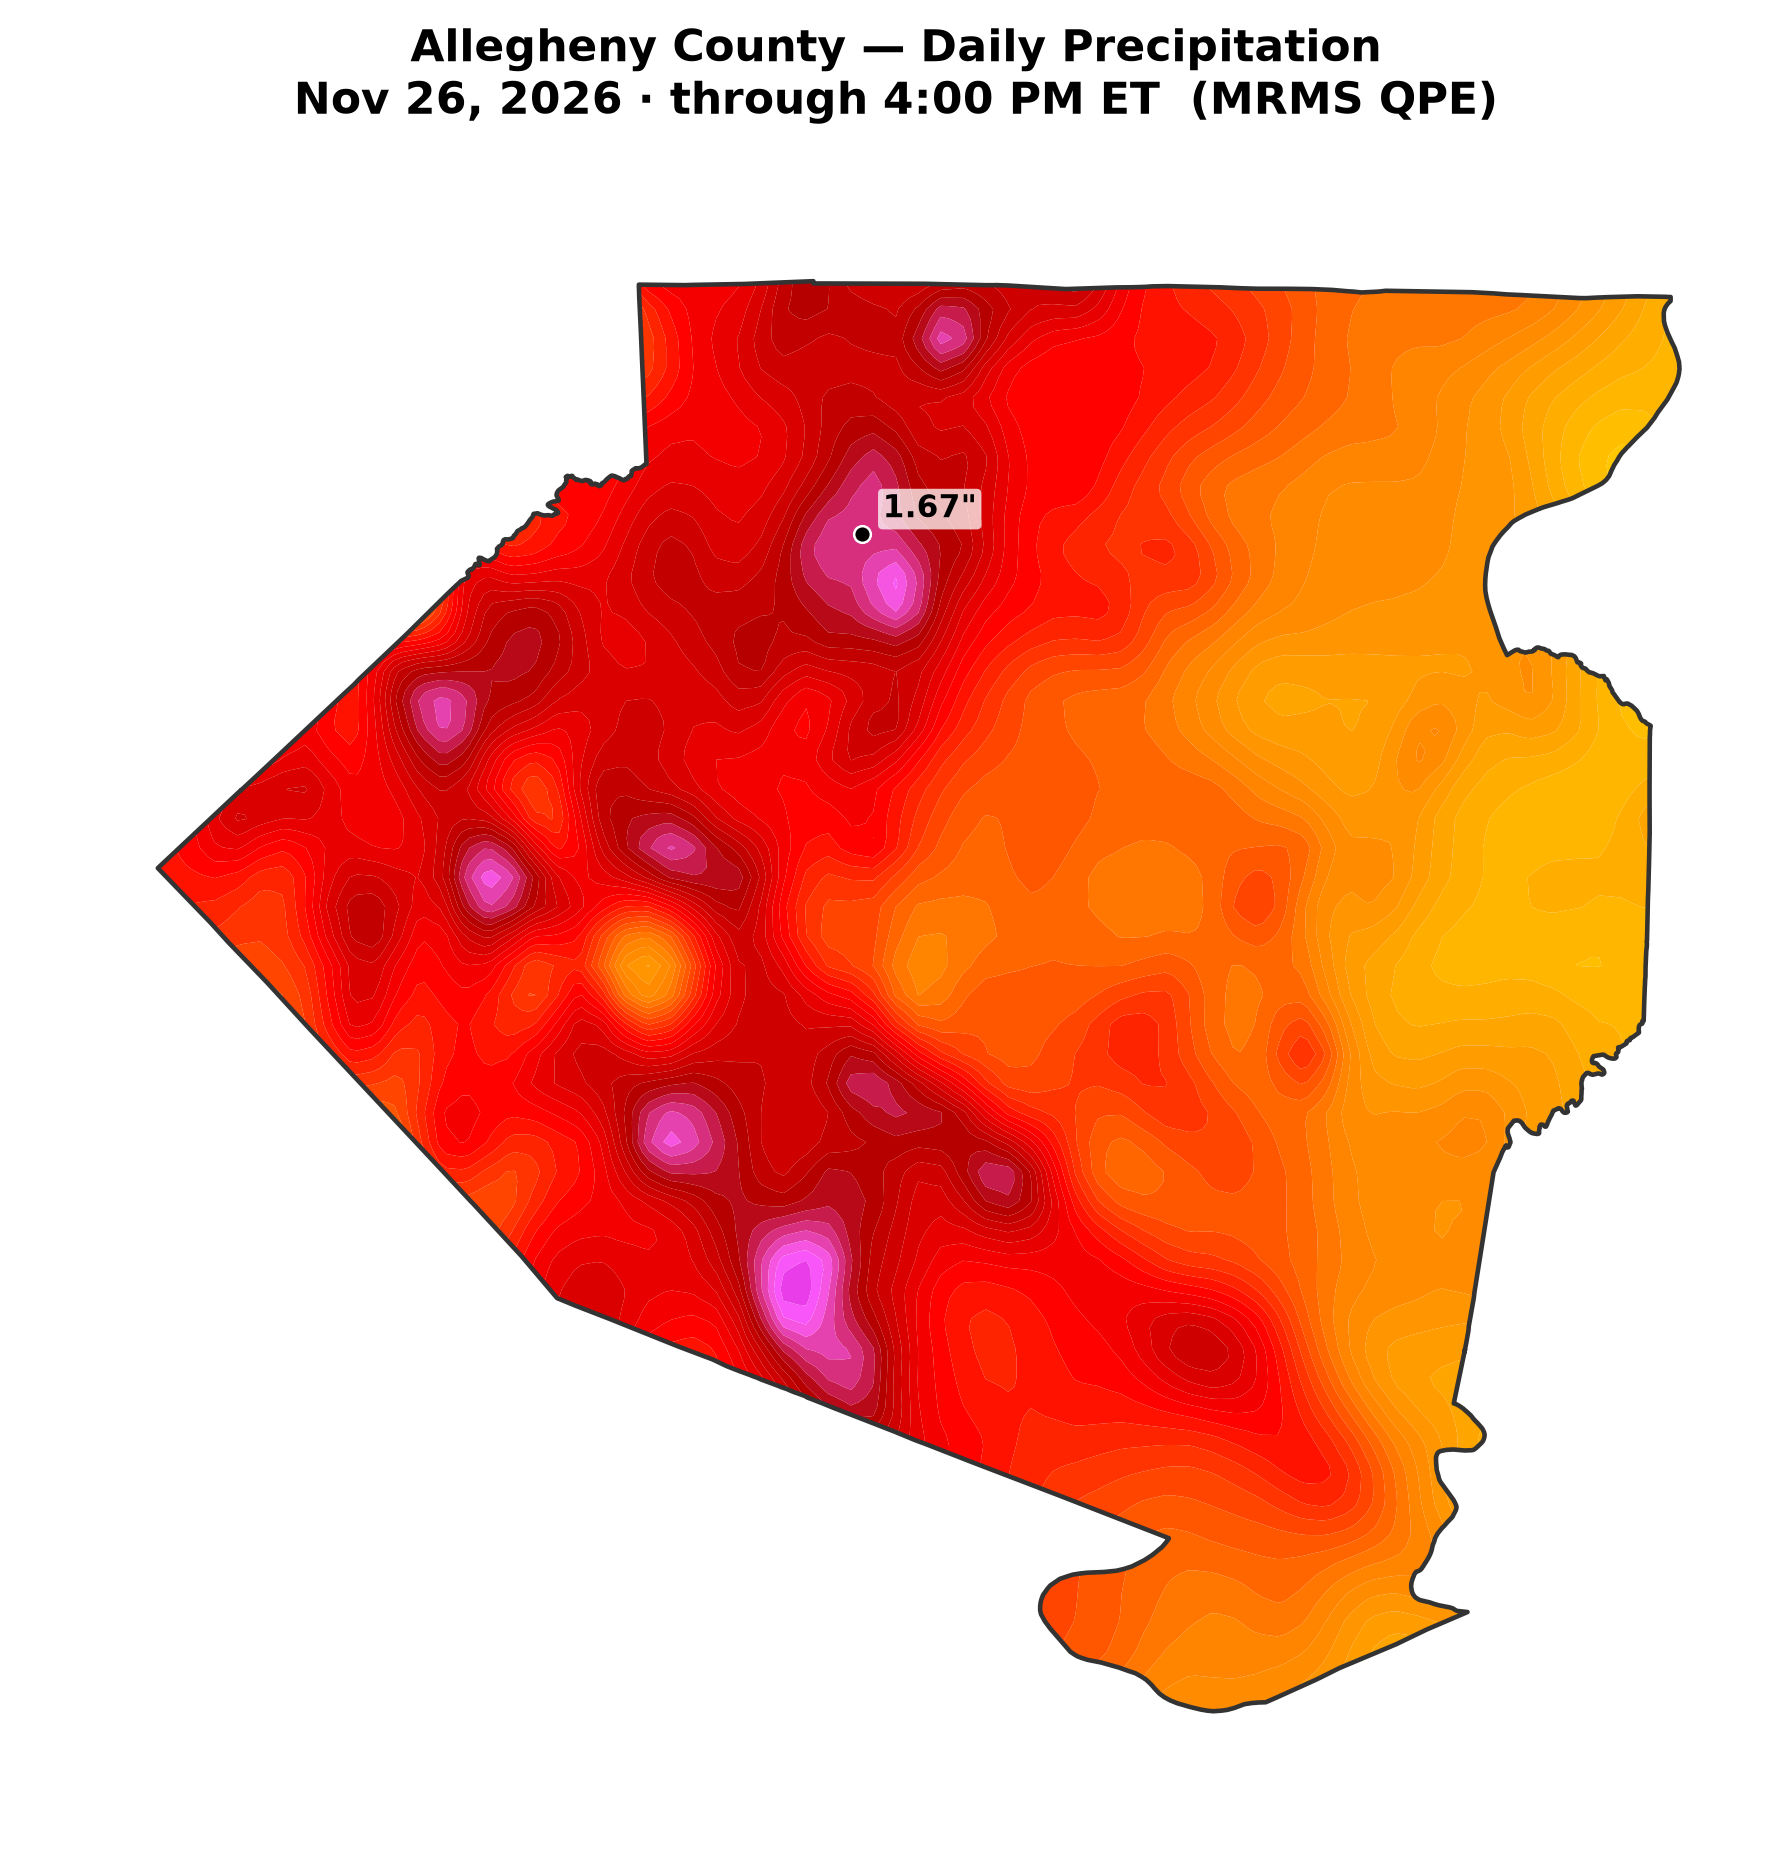 Allegheny County — Daily Precipitation
Nov 26, 2026 · through 4:00 PM ET (MRMS QPE)
1.67"